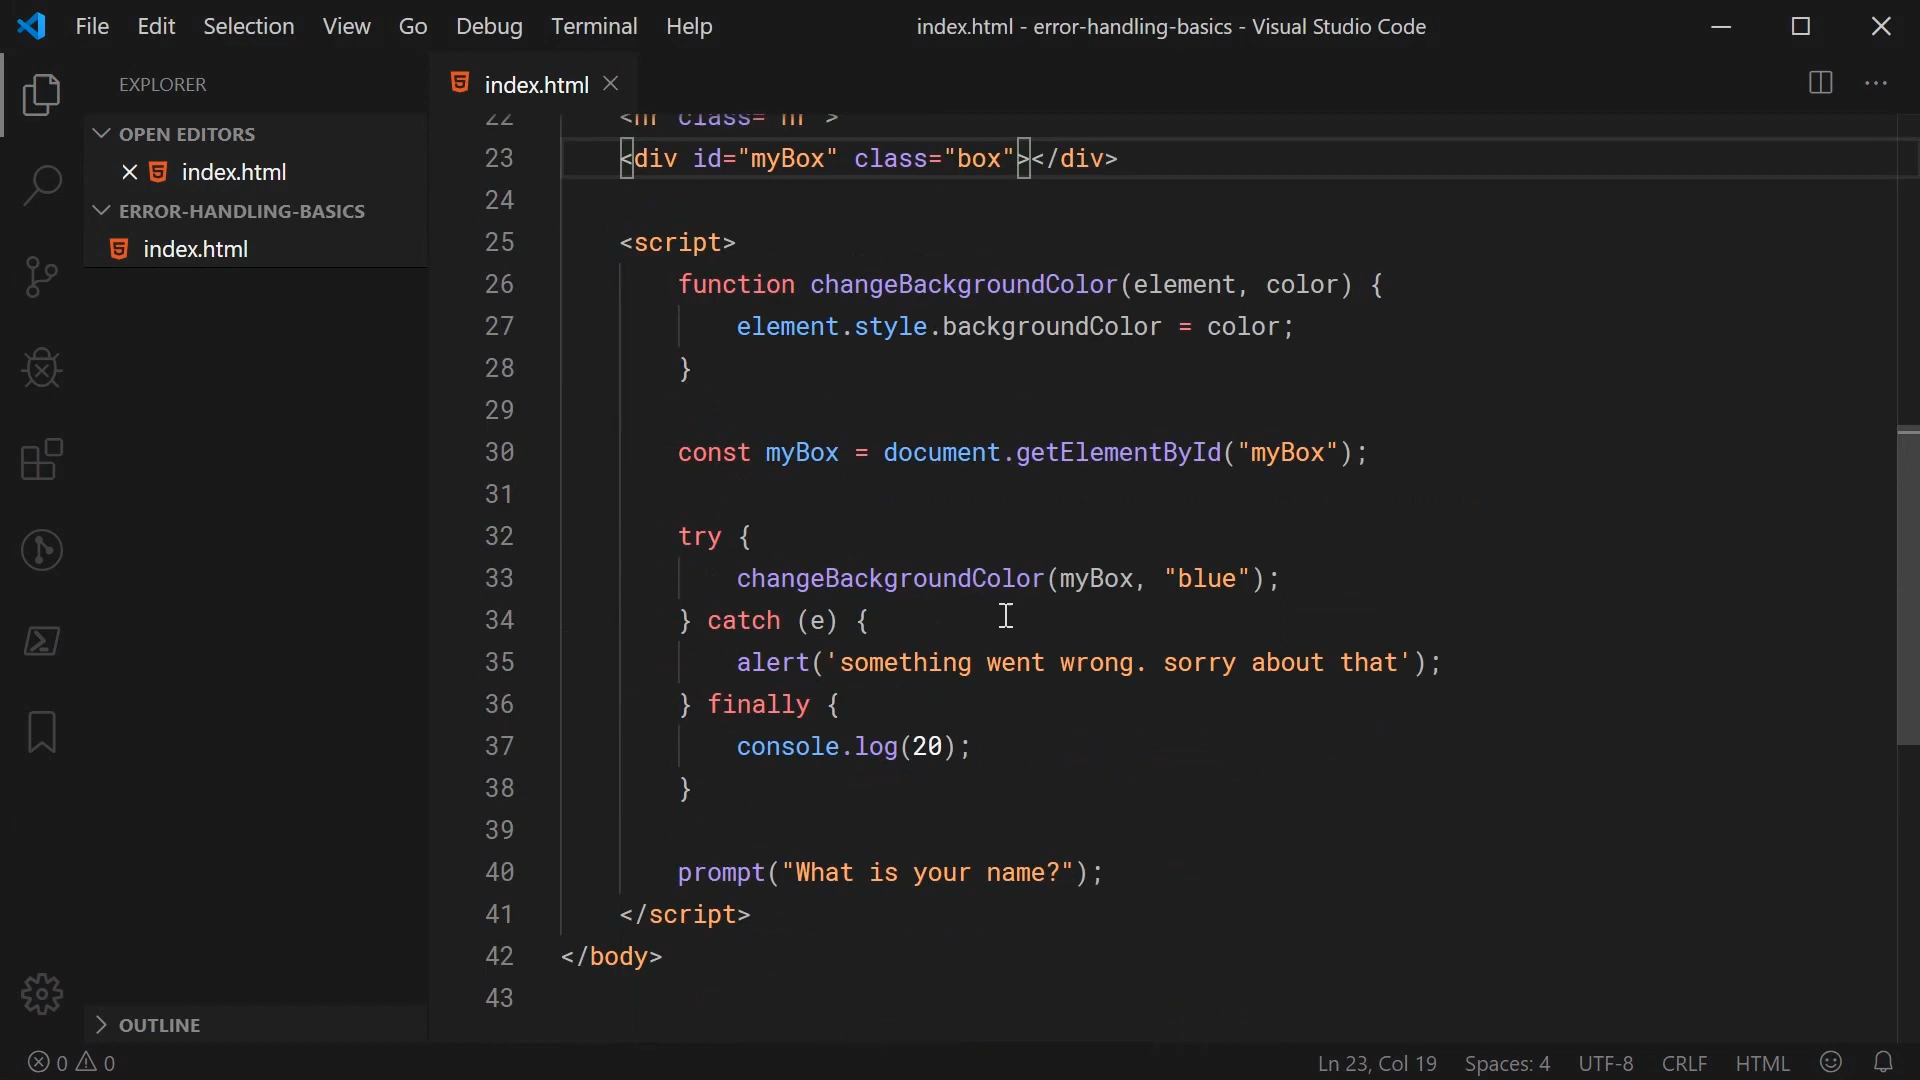 File Edit Selection View Go Debug Terminal Help
index.html - error-handling-basics - Visual Studio Code
EXPLORER
OPEN EDITORS
index.html
ERROR-HANDLING-BASICS
index.html
OUTLINE
index.html
22 <hr class="hr">
23 <div id="myBox" class="box"></div>
24
25 <script>
26 function changeBackgroundColor(element, color) {
27 element.style.backgroundColor = color;
28 }
29
30 const myBox = document.getElementById("myBox");
31
32 try {
33 changeBackgroundColor(myBox, "blue");
34 } catch (e) {
35 alert('something went wrong. sorry about that');
36 } finally {
37 console.log(20);
38 }
39
40 prompt("What is your name?");
41 </script>
42 </body>
43
0 0
Ln 23, Col 19 Spaces: 4 UTF-8 CRLF HTML